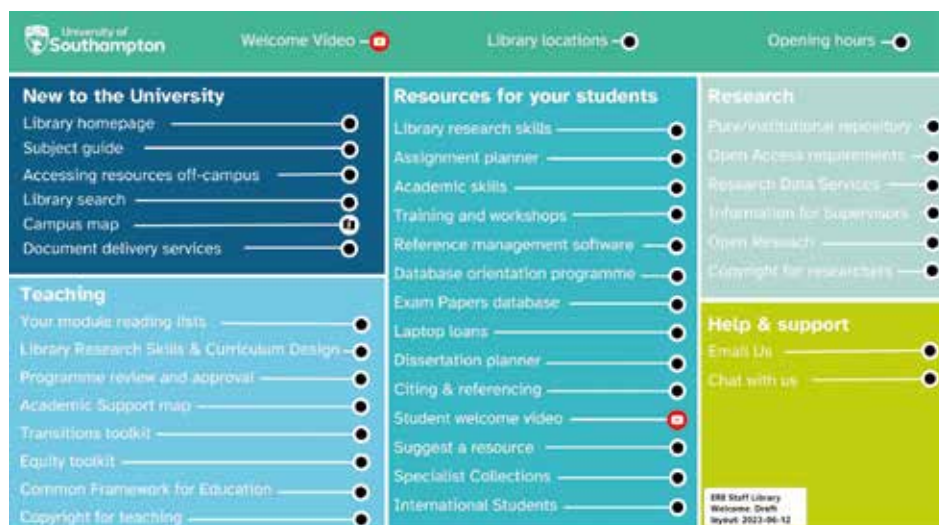 University of
Southampton
Welcome Video
Library locations
Opening hours
New to the University
Library homepage
Subject guide
Accessing resources off-campus
Library search
Campus map
Document delivery services
Teaching
Your module reading lists
Library Research Skills & Curriculum Design
Programme review and approval
Academic Support map
Transitions toolkit
Equity toolkit
Common Framework for Education
Copyright for teaching
Resources for your students
Library research skills
Assignment planner
Academic skills
Training and workshops
Reference management software
Database orientation programme
Exam Papers database
Laptop loans
Dissertation planner
Citing & referencing
Student welcome video
Suggest a resource
Specialist Collections
International Students
Research
Pure/institutional repository
Open Access requirements
Research Data Services
Information for Supervisors
Open Research
Copyright for researchers
Help & support
Email Us
Chat with us
ERB Staff Library
Welcome: Draft
layout 2023-06-12